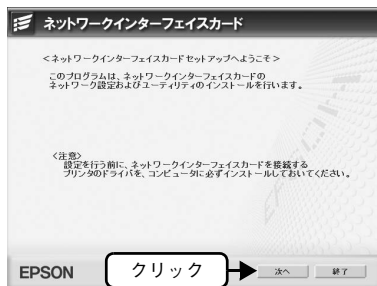 ネットワークインターフェイスカード
<ネットワークインターフェイスカードセットアップへようこそ>
このプログラムは、ネットワークインターフェイスカードの
ネットワーク設定およびユーティリティのインストールを行います。
<注意>
設定を行う前に、ネットワークインターフェイスカードを接続する
プリンタのドライバを、コンピュータに必ずインストールしておいてください。
EPSON
クリック
次へ
終了